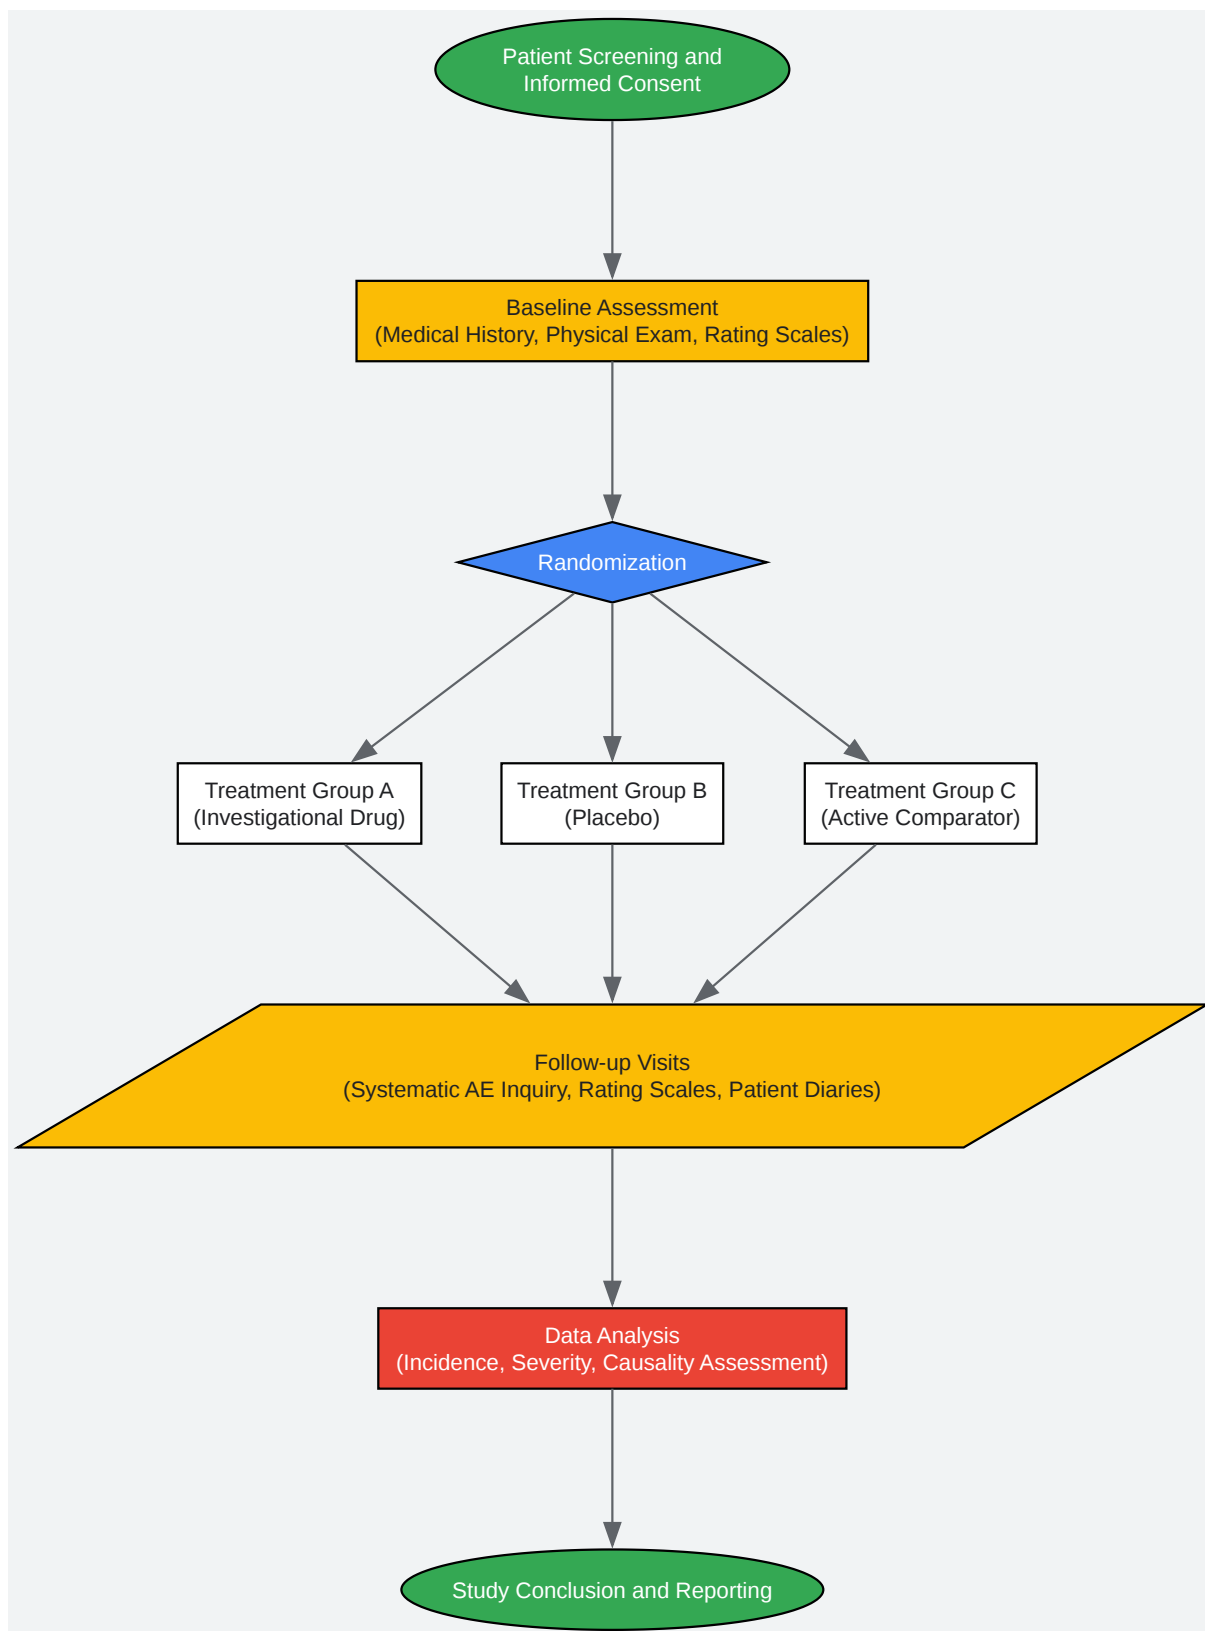 Patient Screening and
Informed Consent
Baseline Assessment
(Medical History, Physical Exam, Rating Scales)
Randomization
Treatment Group A
(Investigational Drug)
Treatment Group B
(Placebo)
Treatment Group C
(Active Comparator)
Follow-up Visits
(Systematic AE Inquiry, Rating Scales, Patient Diaries)
Data Analysis
(Incidence, Severity, Causality Assessment)
Study Conclusion and Reporting